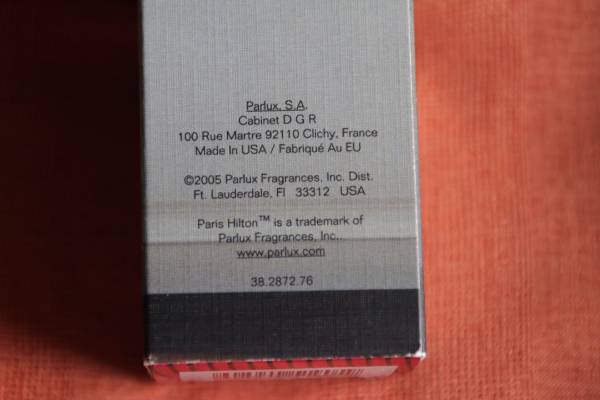 Parlux, S.A.
Cabinet D G R
100 Rue Martre 92110 Clichy, France
Made In USA / Fabriqué Au EU
©2005 Parlux Fragrances, Inc. Dist.
Ft. Lauderdale, Fl 33312 USA
Paris Hilton™ is a trademark of
Parlux Fragrances, Inc..
www.parlux.com
38.2872.76